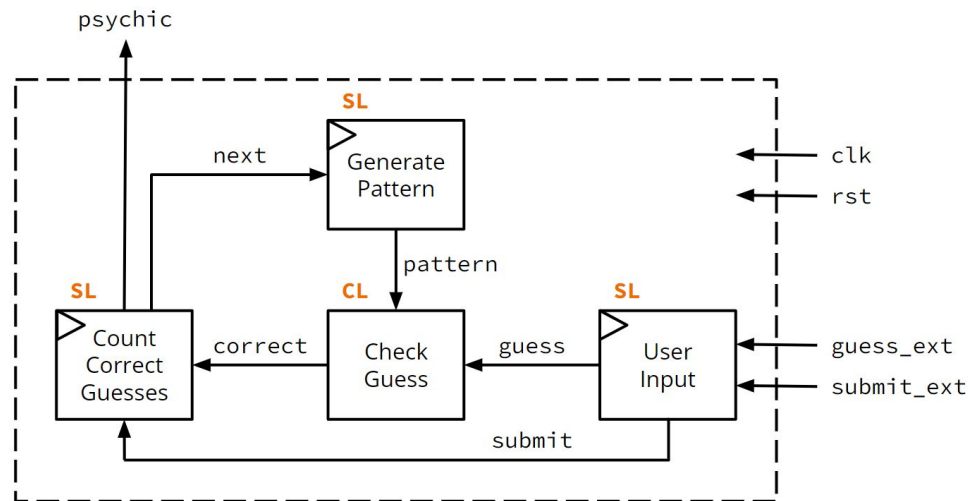 psychic
SL
next
Generate
Pattern
clk
rst
pattern
SL
CL
SL
Count
Correct
Guesses
correct
Check
Guess
guess
User
Input
guess_ext
submit_ext
submit